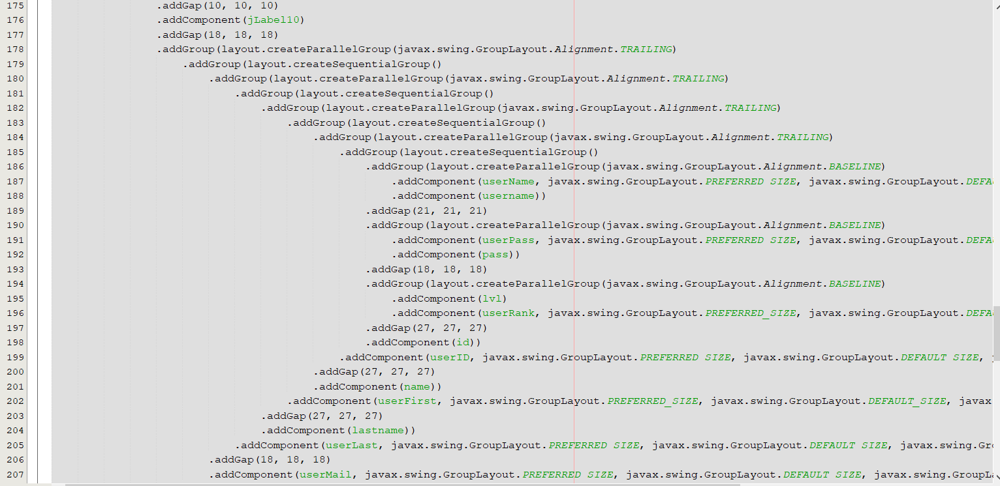 175 .addGap(10, 10, 10)
176 .addComponent(jLabel10)
177 .addGap(18, 18, 18)
178 .addGroup(layout.createParallelGroup(javax.swing.GroupLayout.Alignment.TRAILING)
179 .addGroup(layout.createSequentialGroup()
180 .addGroup(layout.createParallelGroup(javax.swing.GroupLayout.Alignment.TRAILING)
181 .addGroup(layout.createSequentialGroup()
182 .addGroup(layout.createParallelGroup(javax.swing.GroupLayout.Alignment.TRAILING)
183 .addGroup(layout.createSequentialGroup()
184 .addGroup(layout.createParallelGroup(javax.swing.GroupLayout.Alignment.TRAILING)
185 .addGroup(layout.createSequentialGroup()
186 .addGroup(layout.createParallelGroup(javax.swing.GroupLayout.Alignment.BASELINE)
187 .addComponent(userName, javax.swing.GroupLayout.PREFERRED_SIZE, javax.swing.GroupLayout.DEFA
188 .addComponent(username))
189 .addGap(21, 21, 21)
190 .addGroup(layout.createParallelGroup(javax.swing.GroupLayout.Alignment.BASELINE)
191 .addComponent(userPass, javax.swing.GroupLayout.PREFERRED_SIZE, javax.swing.GroupLayout.DEFA
192 .addComponent(pass))
193 .addGap(18, 18, 18)
194 .addGroup(layout.createParallelGroup(javax.swing.GroupLayout.Alignment.BASELINE)
195 .addComponent(lvl)
196 .addComponent(userRank, javax.swing.GroupLayout.PREFERRED_SIZE, javax.swing.GroupLayout.DEFA
197 .addGap(27, 27, 27)
198 .addComponent(id))
199 .addComponent(userID, javax.swing.GroupLayout.PREFERRED_SIZE, javax.swing.GroupLayout.DEFAULT_SIZE, j
200 .addGap(27, 27, 27)
201 .addComponent(name))
202 .addComponent(userFirst, javax.swing.GroupLayout.PREFERRED_SIZE, javax.swing.GroupLayout.DEFAULT_SIZE, javax
203 .addGap(27, 27, 27)
204 .addComponent(lastname))
205 .addComponent(userLast, javax.swing.GroupLayout.PREFERRED_SIZE, javax.swing.GroupLayout.DEFAULT_SIZE, javax.swing.Gr
206 .addGap(18, 18, 18)
207 .addComponent(userMail, javax.swing.GroupLayout.PREFERRED_SIZE, javax.swing.GroupLayout.DEFAULT_SIZE, javax.swing.GroupL